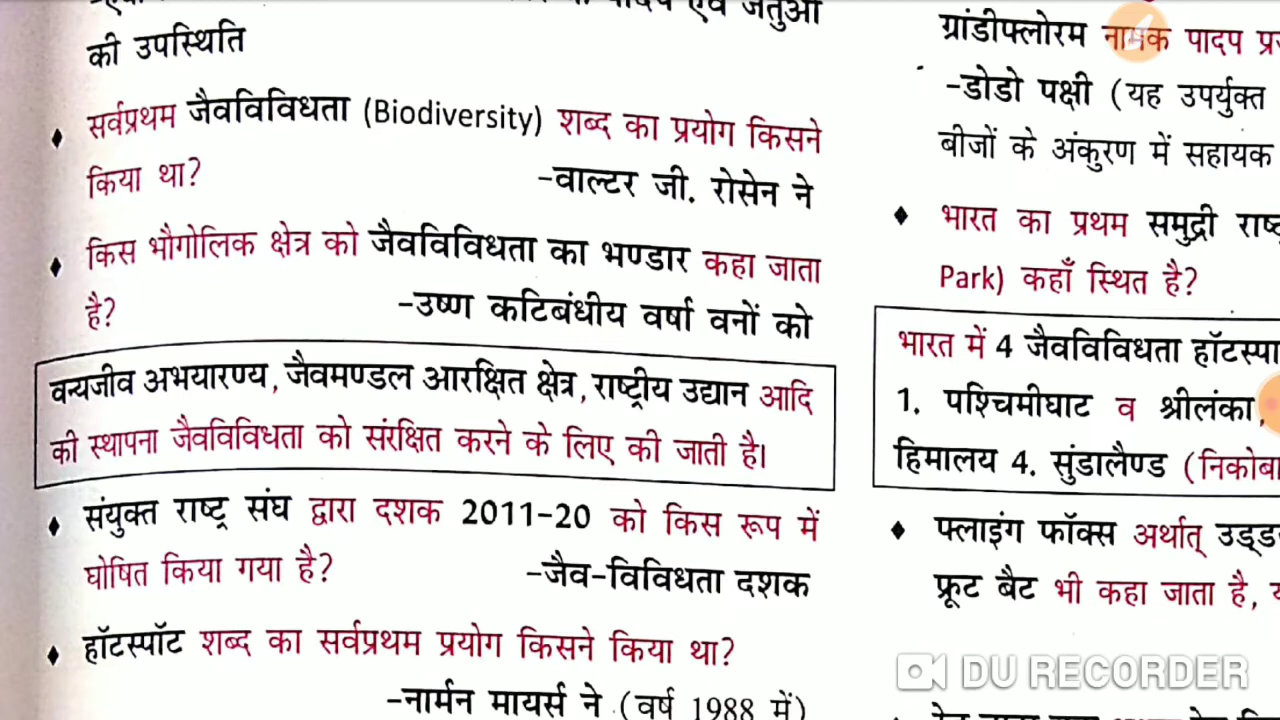 एवं जंतुओं
की उपस्थिति
♦ सर्वप्रथम जैवविविधता (Biodiversity) शब्द का प्रयोग किसने
किया था? -वाल्टर जी. रोसेन ने
♦ किस भौगोलिक क्षेत्र को जैवविविधता का भण्डार कहा जाता
है? -उष्ण कटिबंधीय वर्षा वनों को
वन्यजीव अभयारण्य, जैवमण्डल आरक्षित क्षेत्र, राष्ट्रीय उद्यान आदि
की स्थापना जैवविविधता को संरक्षित करने के लिए की जाती है।
♦ संयुक्त राष्ट्र संघ द्वारा दशक 2011-20 को किस रूप में
घोषित किया गया है? -जैव-विविधता दशक
♦ हॉटस्पॉट शब्द का सर्वप्रथम प्रयोग किसने किया था?
-नार्मन मायर्स ने (वर्ष 1988 में)
ग्रांडीफ्लोरम नामक पादप
-डोडो पक्षी (यह उपर्युक्त
बीजों के अंकुरण में सहायक
♦ भारत का प्रथम समुद्री
Park) कहाँ स्थित है?
भारत में 4 जैवविविधता
1. पश्चिमीघाट व श्रीलंका,
हिमालय 4. सुंडालैण्ड
♦ फ्लाइंग फॉक्स अर्थात्
फ्रूट बैट भी कहा जाता है,
DU RECORDER